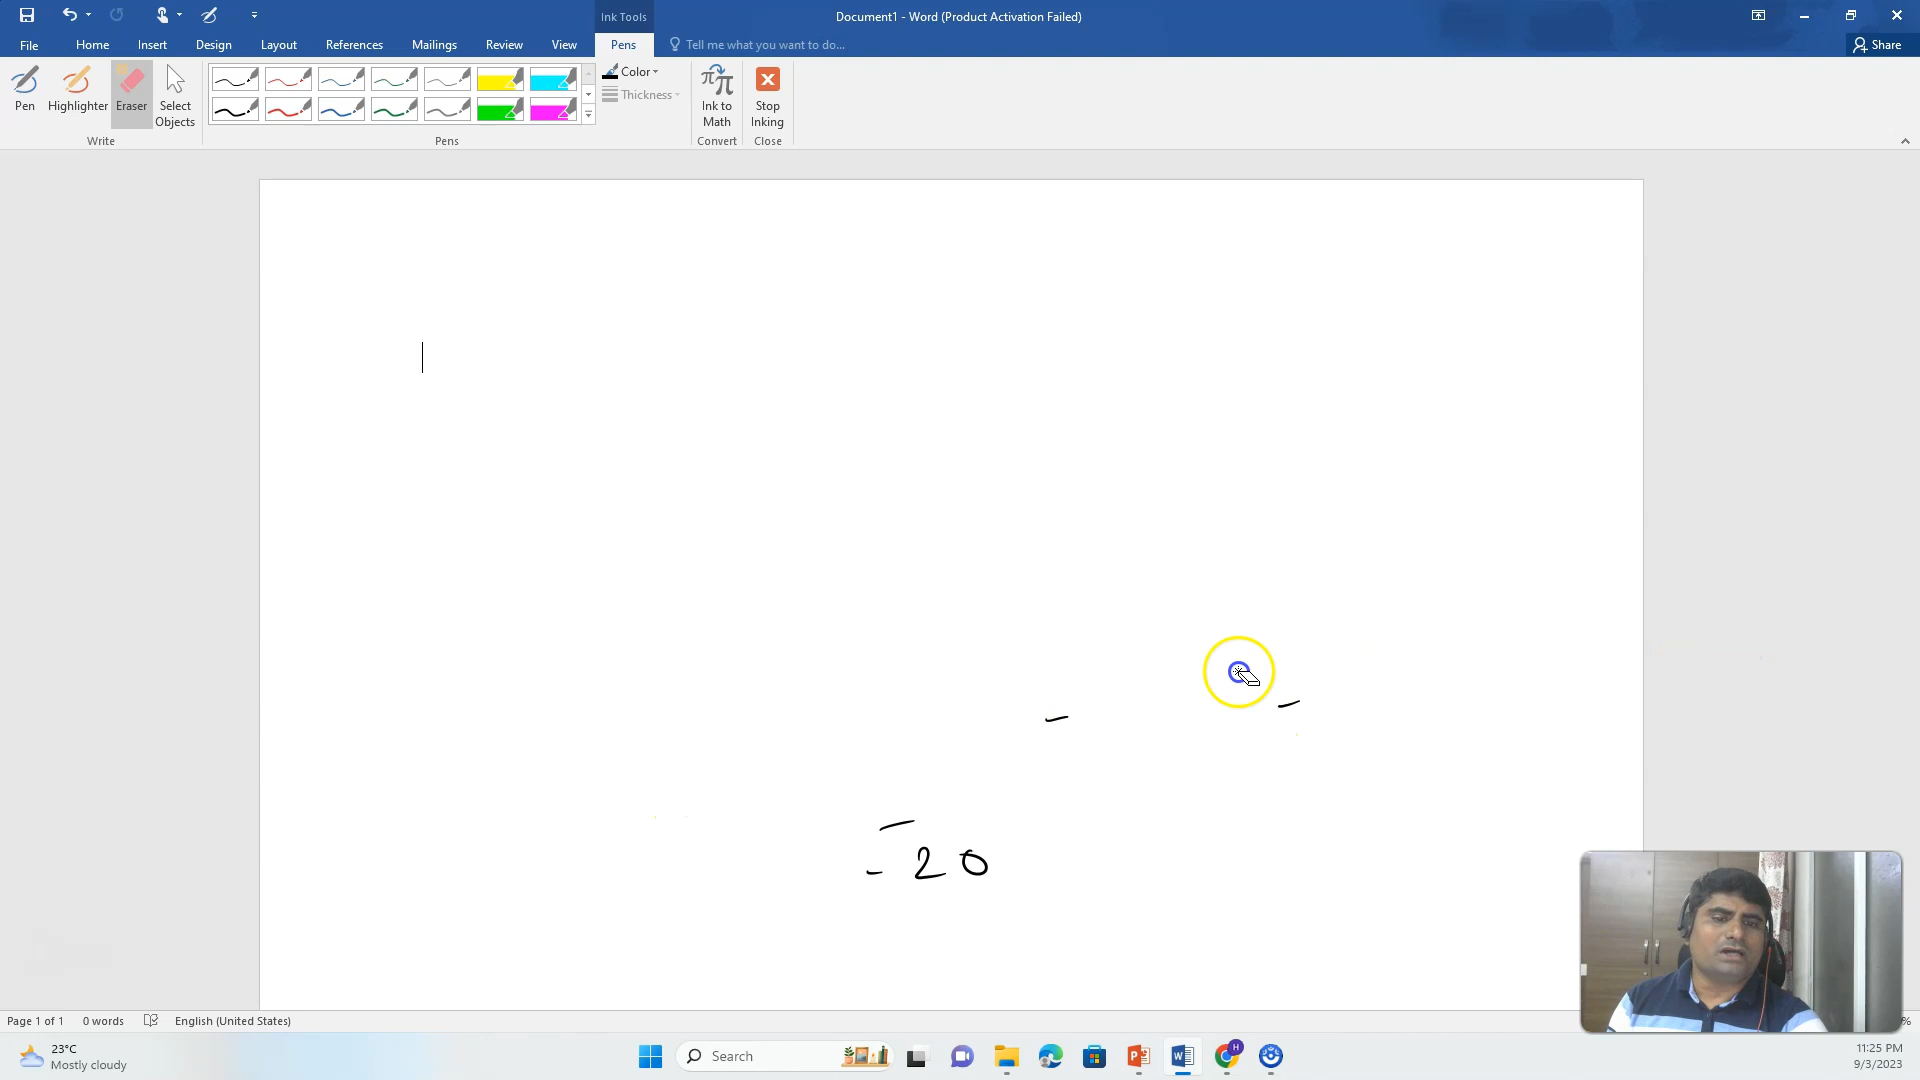 Ink Tools
Document1 - Word (Product Activation Failed)
File Home Insert Design Layout References Mailings Review View Pens Tell me what you want to do... Share
Pen Highlighter Eraser Select Objects
Color
Thickness
Ink to Math
Stop Inking
Write Pens Convert Close
- 20
Page 1 of 1 0 words English (United States) %
23°C
Mostly cloudy
Search
11:25 PM
9/3/2023